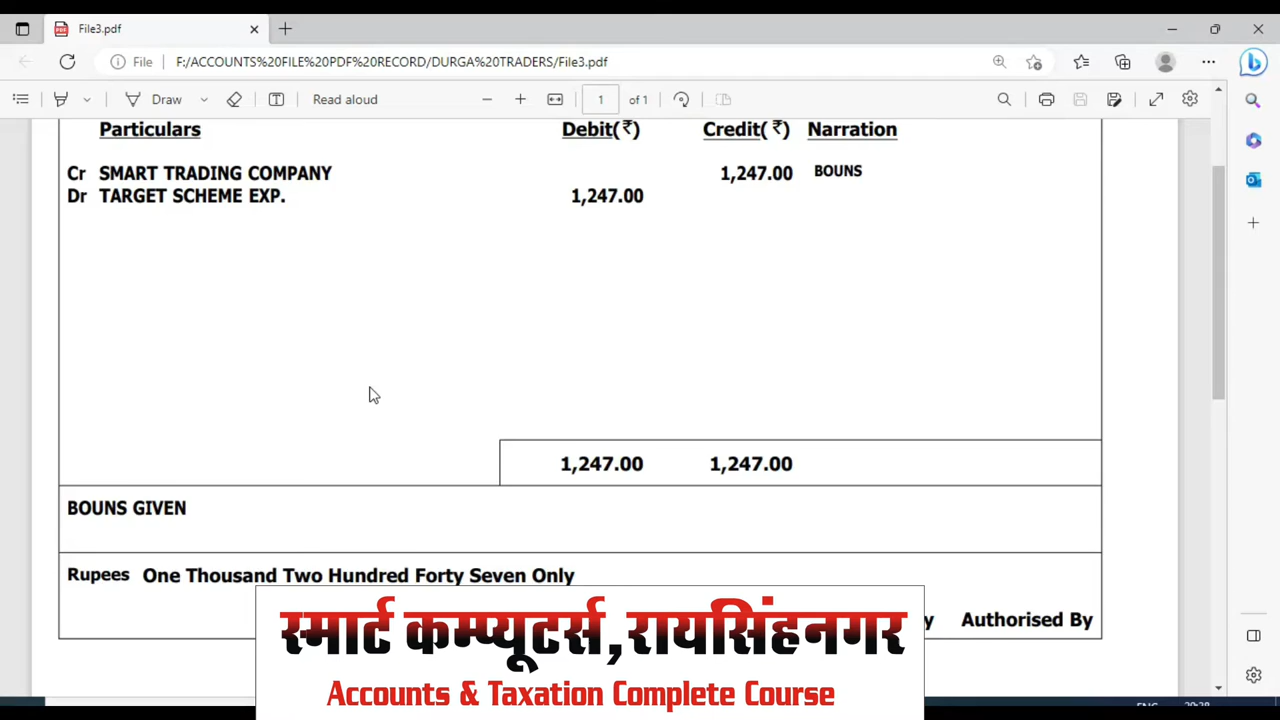 File3.pdf
File F:/ACCOUNTS%20FILE%20PDF%20RECORD/DURGA%20TRADERS/File3.pdf
Draw Read aloud 1 of 1
Particulars Debit(₹) Credit(₹) Narration
Cr SMART TRADING COMPANY 1,247.00 BOUNS
Dr TARGET SCHEME EXP. 1,247.00
1,247.00 1,247.00
BOUNS GIVEN
Rupees One Thousand Two Hundred Forty Seven Only
Authorised By
स्मार्ट कम्प्यूटर्स,रायसिंहनगर
Accounts & Taxation Complete Course